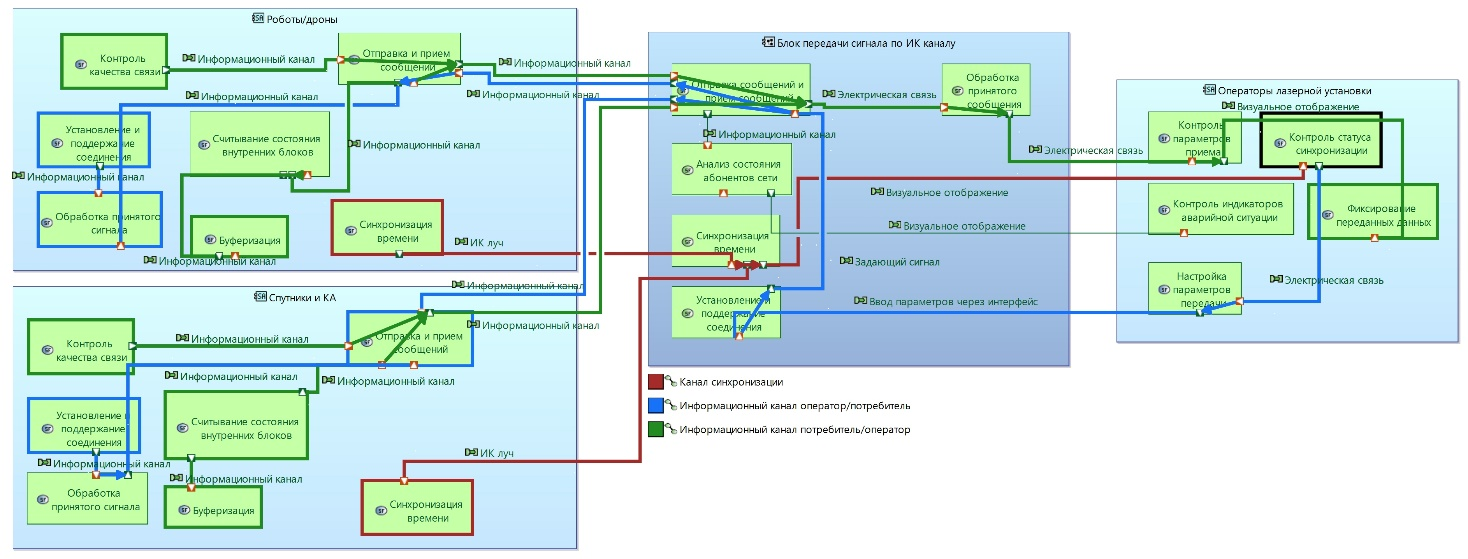 Роботы/дроны
Контроль
качества связи
Информационный канал
Отправка и прием
сообщений
Информационный канал
Информационный канал
Информационный канал
Установление и
поддержание
соединения
Считывание состояния
внутренних блоков
Информационный канал
Информационный канал
Обработка принятого
сигнала
Буферизация
Информационный канал
Синхронизация
времени
ИК луч
Спутники и КА
Информационный канал
Информационный канал
Контроль
качества связи
Информационный канал
Отправка и прием
сообщений
Информационный канал
Информационный канал
Установление и
поддержание
соединения
Считывание состояния
внутренних блоков
Информационный канал
Информационный канал
ИК луч
Обработка
принятого сигнала
Буферизация
Синхронизация
времени
Блок передачи сигнала по ИК каналу
Отправка сообщений и
прием сообщений
Электрическая связь
Обработка
принятого
сообщения
Информационный канал
Анализ состояния
абонентов сети
Электрическая связь
Визуальное отображение
Синхронизация
времени
Визуальное отображение
Задающий сигнал
Установление и
поддержание
соединения
Ввод параметров через интерфейс
Операторы лазерной установки
Визуальное отображение
Контроль
параметров
приема
Контроль статуса
синхронизации
Контроль индикаторов
аварийной ситуации
Фиксирование
переданных данных
Настройка
параметров
передачи
Электрическая связь
Канал синхронизации
Информационный канал оператор/потребитель
Информационный канал потребитель/оператор